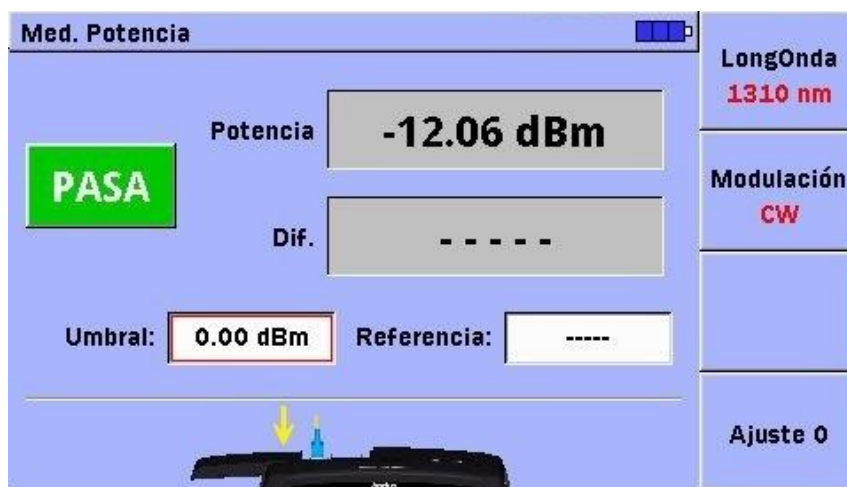 Med. Potencia
LongOnda
1310 nm
Potencia
-12.06 dBm
PASA
Modulación
CW
Dif.
- - - - -
Umbral:
0.00 dBm
Referencia:
-----
Ajuste 0